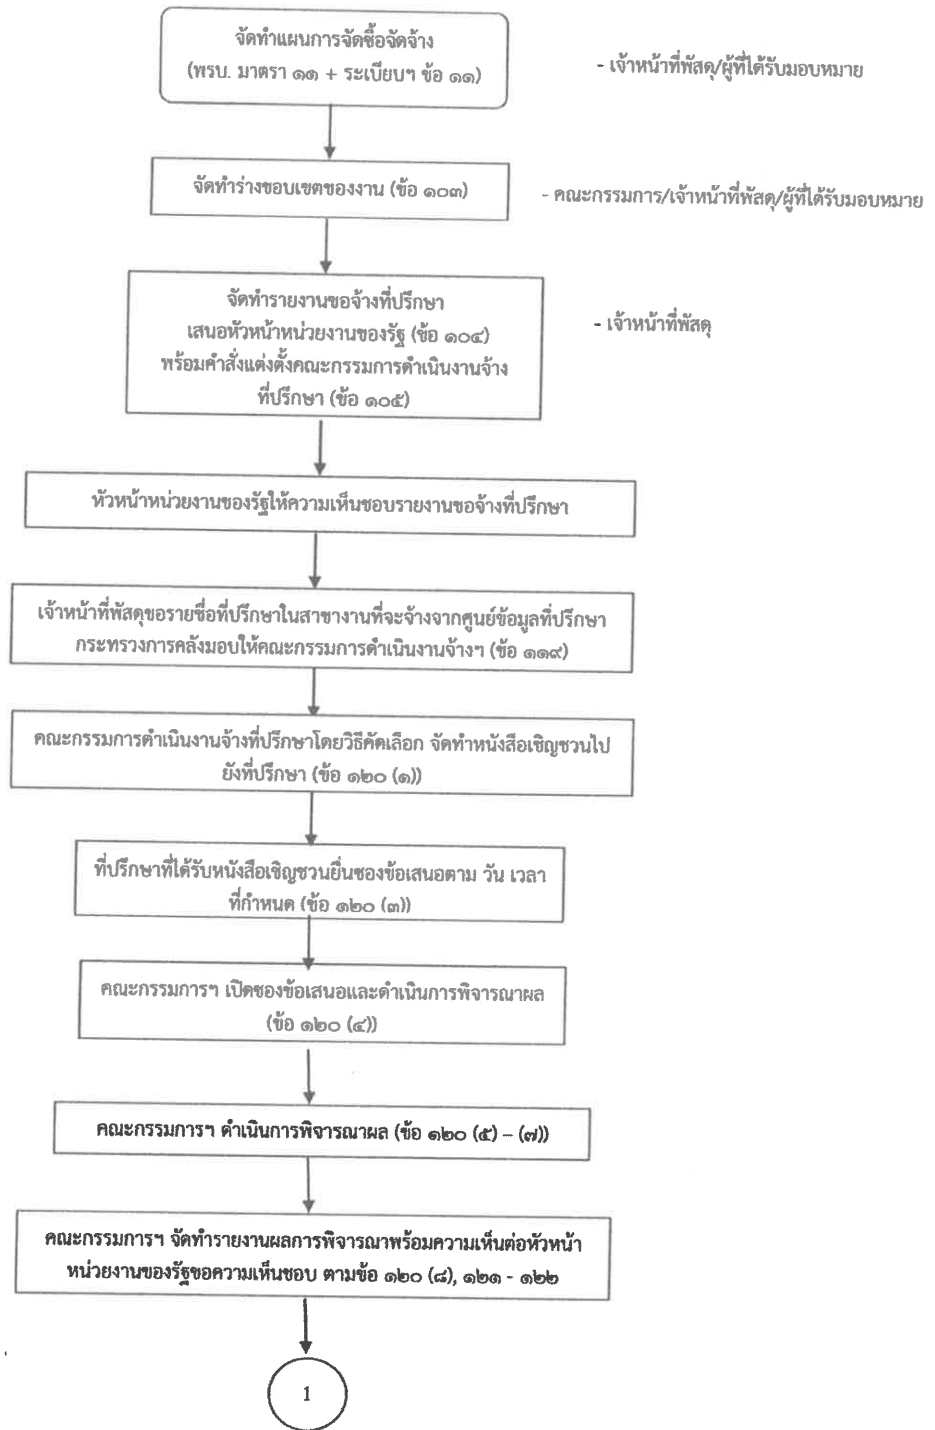 จัดทำแผนการจัดซื้อจัดจ้าง
(พรบ. มาตรา ๑๑ + ระเบียบฯ ข้อ ๑๑)
- เจ้าหน้าที่พัสดุ/ผู้ที่ได้รับมอบหมาย
จัดทำร่างขอบเขตของงาน (ข้อ ๑๐๓)
- คณะกรรมการ/เจ้าหน้าที่พัสดุ/ผู้ที่ได้รับมอบหมาย
จัดทำรายงานขอจ้างที่ปรึกษา
เสนอหัวหน้าหน่วยงานของรัฐ (ข้อ ๑๐๔)
พร้อมคำสั่งแต่งตั้งคณะกรรมการดำเนินงานจ้าง
ที่ปรึกษา (ข้อ ๑๐๕)
- เจ้าหน้าที่พัสดุ
หัวหน้าหน่วยงานของรัฐให้ความเห็นชอบรายงานขอจ้างที่ปรึกษา
เจ้าหน้าที่พัสดุขอรายชื่อที่ปรึกษาในสาขางานที่จะจ้างจากศูนย์ข้อมูลที่ปรึกษา
กระทรวงการคลังมอบให้คณะกรรมการดำเนินงานจ้างฯ (ข้อ ๑๑๙)
คณะกรรมการดำเนินงานจ้างที่ปรึกษาโดยวิธีคัดเลือก จัดทำหนังสือเชิญชวนไป
ยังที่ปรึกษา (ข้อ ๑๒๐ (๑))
ที่ปรึกษาที่ได้รับหนังสือเชิญชวนยื่นซองข้อเสนอตาม วัน เวลา
ที่กำหนด (ข้อ ๑๒๐ (๓))
คณะกรรมการฯ เปิดซองข้อเสนอและดำเนินการพิจารณาผล
(ข้อ ๑๒๐ (๔))
คณะกรรมการฯ ดำเนินการพิจารณาผล (ข้อ ๑๒๐ (๕) – (๗))
คณะกรรมการฯ จัดทำรายงานผลการพิจารณาพร้อมความเห็นต่อหัวหน้า
หน่วยงานของรัฐขอความเห็นชอบ ตามข้อ ๑๒๐ (๘), ๑๒๑ - ๑๒๒
1